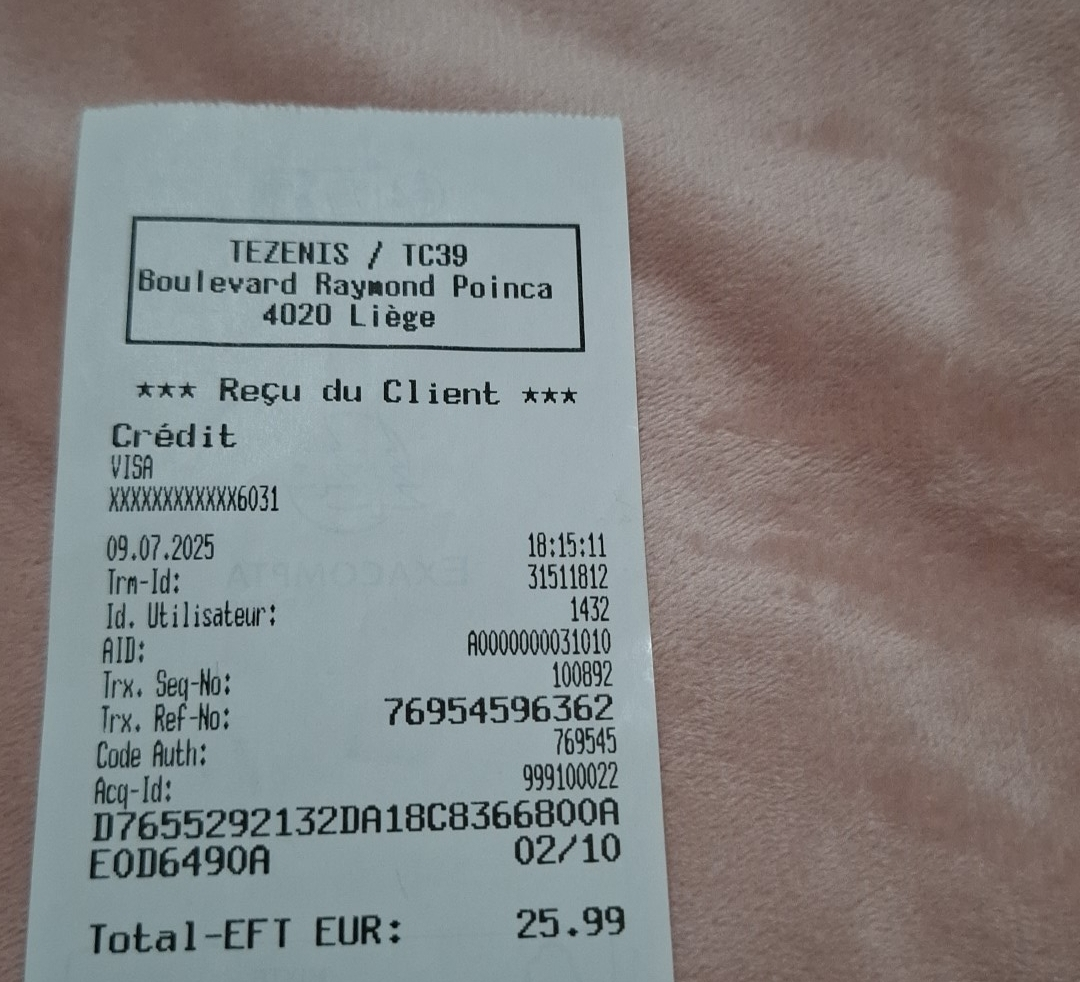 TEZENIS / TC39
Boulevard Raymond Poinca
4020 Liège
*** Reçu du Client ***
Crédit
VISA
XXXXXXXXXXXX6031
09.07.2025 18:15:11
Trm-Id: 31511812
Id. Utilisateur: 1432
AID: A0000000031010
Trx. Seq-No: 100892
Trx. Ref-No: 76954596362
Code Auth: 769545
Acq-Id: 999100022
D7655292132DA18C8366800A
E0D6490A 02/10
Total-EFT EUR: 25.99
EXACOMPTA